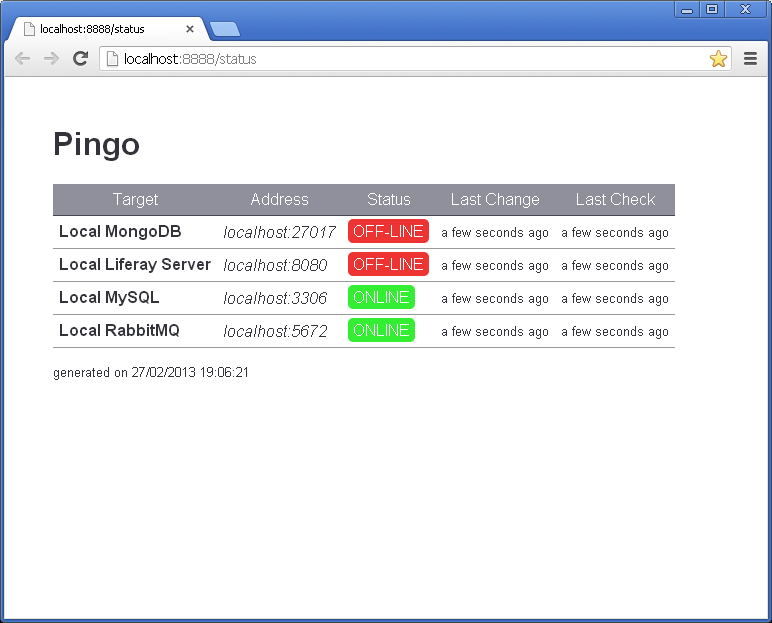 localhost:8888/status
localhost:8888/status
Pingo
Target Address Status Last Change Last Check
Local MongoDB localhost:27017 OFF-LINE a few seconds ago a few seconds ago
Local Liferay Server localhost:8080 OFF-LINE a few seconds ago a few seconds ago
Local MySQL localhost:3306 ONLINE a few seconds ago a few seconds ago
Local RabbitMQ localhost:5672 ONLINE a few seconds ago a few seconds ago
generated on 27/02/2013 19:06:21